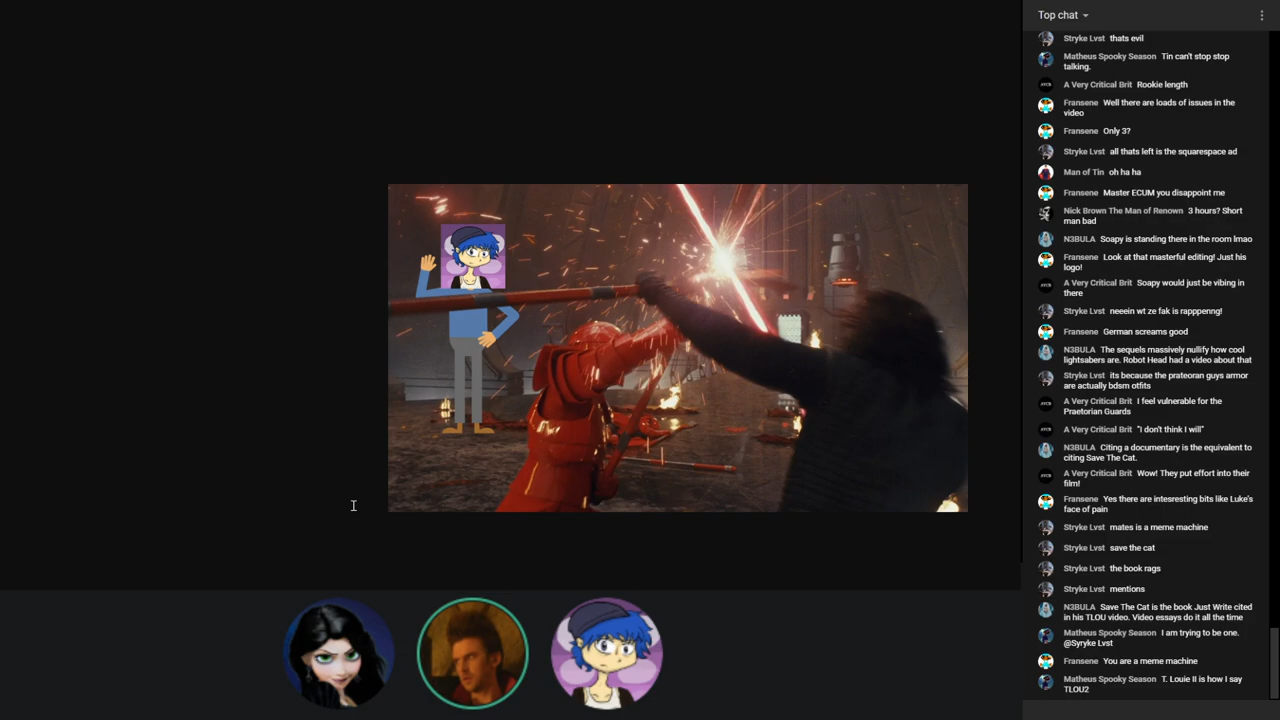 Top chat
Stryke Lvst thats evil
Matheus Spooky Season Tin can't stop stop
talking.
A Very Critical Brit Rookie length
Fransene Well there are loads of issues in the
video
Fransene Only 3?
Stryke Lvst all thats left is the squarespace ad
Man of Tin oh ha ha
Fransene Master ECUM you disappoint me
Nick Brown The Man of Renown 3 hours? Short
man bad
N3BULA Soapy is standing there in the room lmao
Fransene Look at that masterful editing! Just his
logo!
A Very Critical Brit Soapy would just be vibing in
there
Stryke Lvst neeein wt ze fak is rapppenng!
Fransene German screams good
N3BULA The sequels massively nullify how cool
lightsabers are. Robot Head had a video about that
Stryke Lvst its because the prateoran guys armor
are actually bdsm otfits
A Very Critical Brit I feel vulnerable for the
Praetorian Guards
A Very Critical Brit "I don't think I will"
N3BULA Citing a documentary is the equivalent to
citing Save The Cat.
A Very Critical Brit Wow! They put effort into their
film!
Fransene Yes there are intesresting bits like Luke's
face of pain
Stryke Lvst mates is a meme machine
Stryke Lvst save the cat
Stryke Lvst the book rags
Stryke Lvst mentions
N3BULA Save The Cat is the book Just Write cited
in his TLOU video. Video essays do it all the time
Matheus Spooky Season I am trying to be one.
@Syryke Lvst
Fransene You are a meme machine
Matheus Spooky Season T. Louie II is how I say
TLOU2